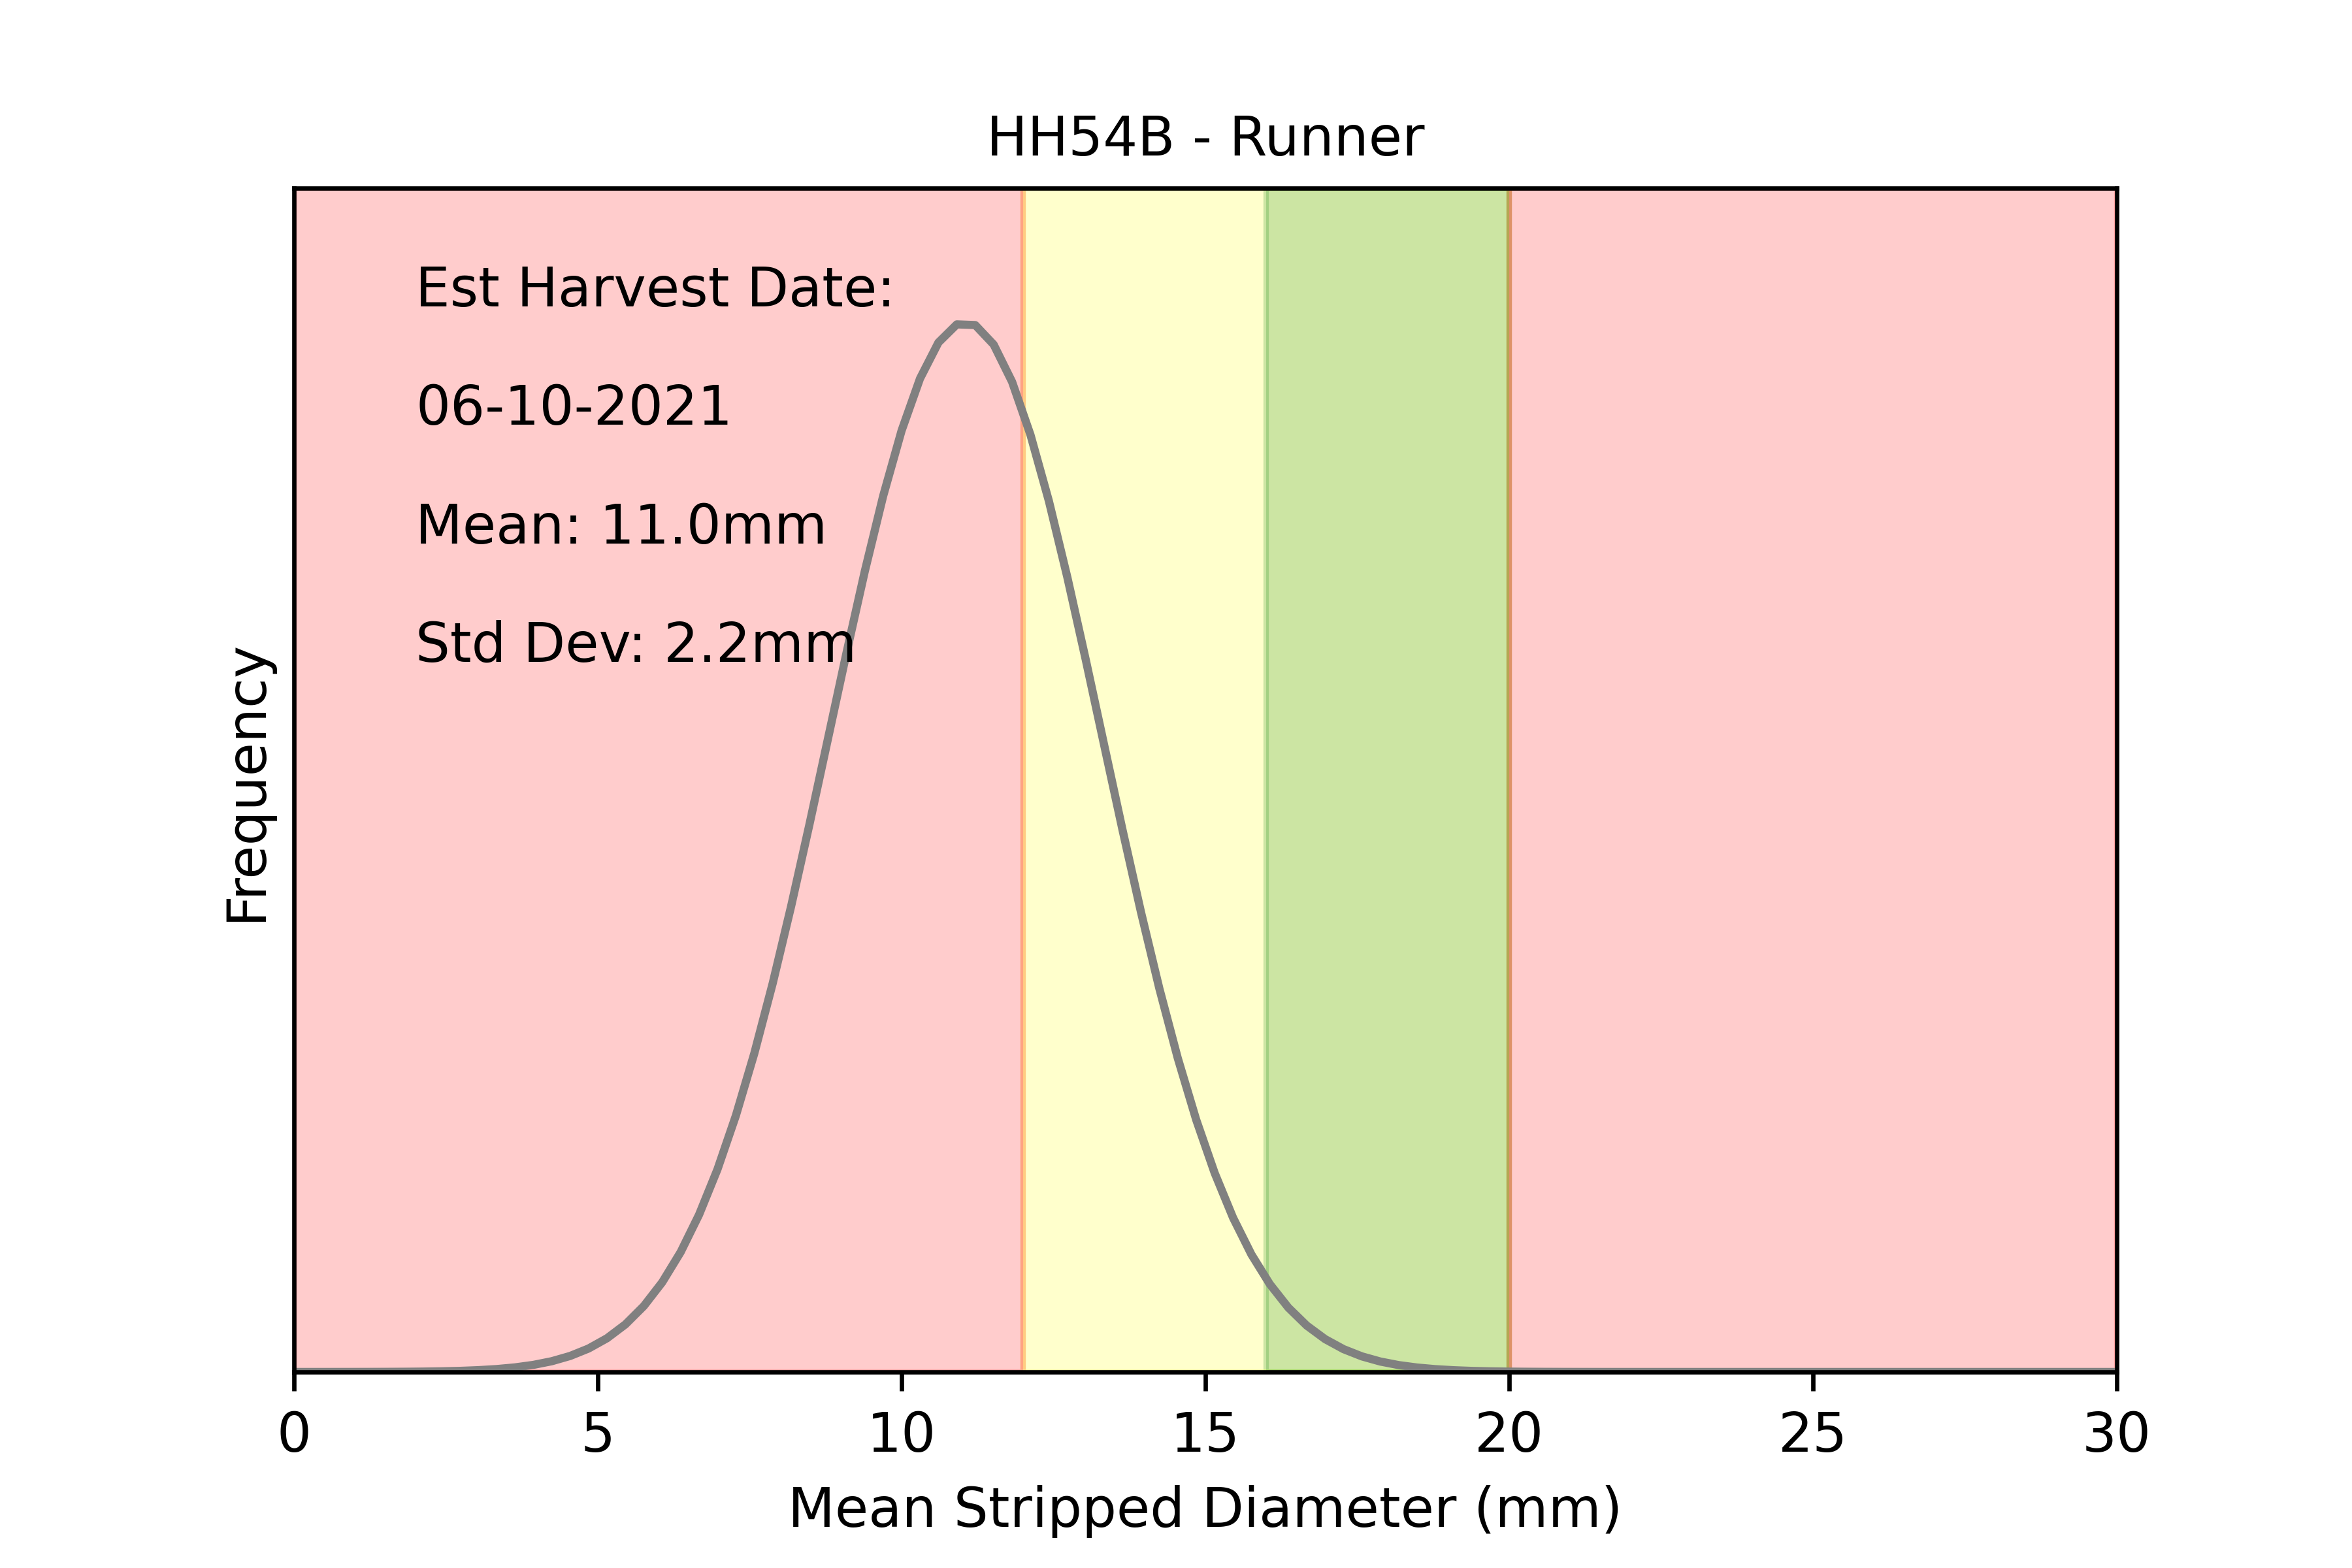 HH54B - Runner
Est Harvest Date:
06-10-2021
Mean: 11.0mm
Std Dev: 2.2mm
Frequency
0 5 10 15 20 25 30
Mean Stripped Diameter (mm)